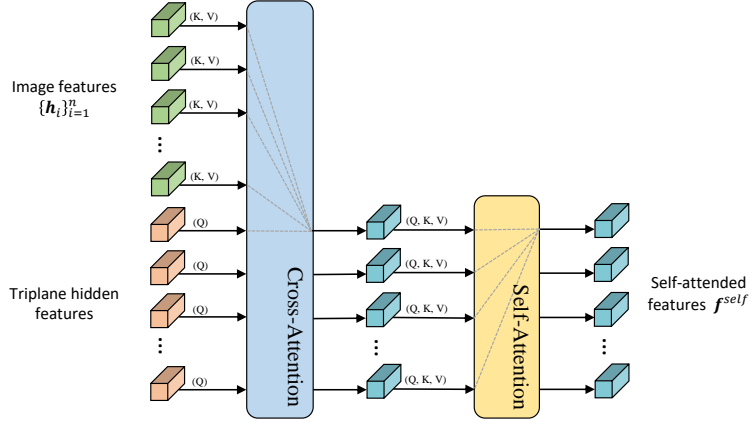 (K, V)
(K, V)
Image features
{h_i}_{i=1}^n
(K, V)
...
(K, V)
(Q)
(Q, K, V)
(Q)
(Q, K, V)
Triplane hidden
features
(Q)
(Q, K, V)
...
...
(Q)
(Q, K, V)
Cross-Attention
Self-Attention
Self-attended
features f^{self}
...